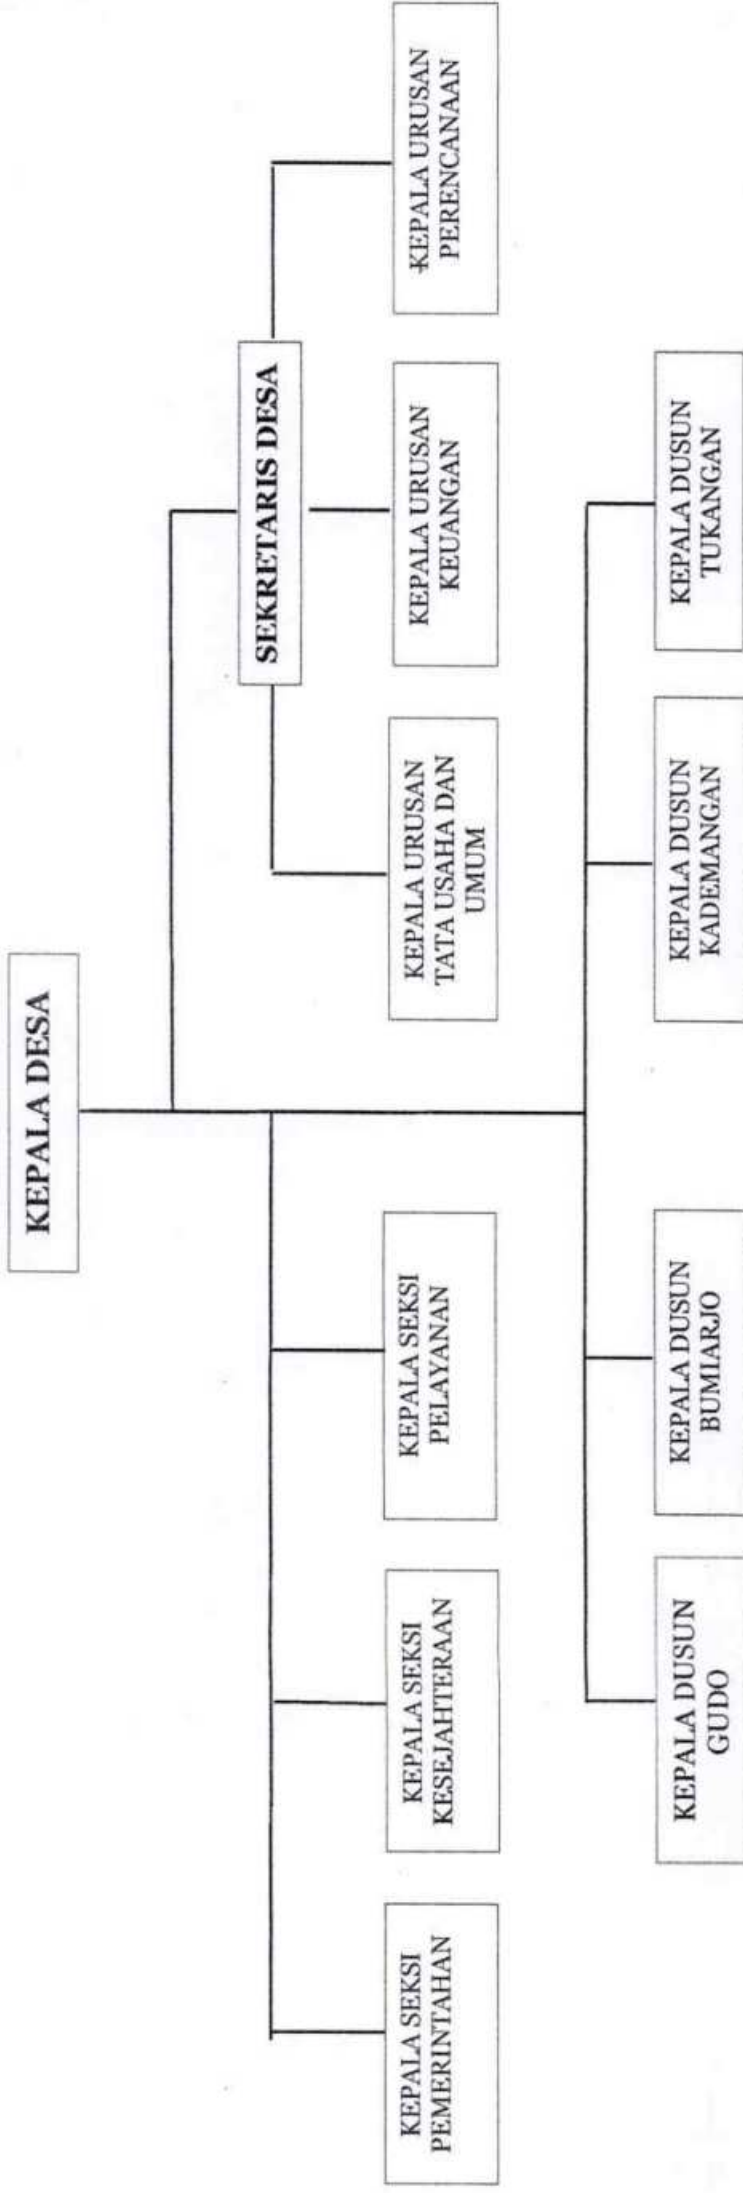 KEPALA DESA
SEKRETARIS DESA
KEPALA SEKSI
PEMERINTAHAN
KEPALA SEKSI
KESEJAHTERAAN
KEPALA SEKSI
PELAYANAN
KEPALA URUSAN
TATA USAHA DAN
UMUM
KEPALA URUSAN
KEUANGAN
KEPALA URUSAN
PERENCANAAN
KEPALA DUSUN
GUDO
KEPALA DUSUN
BUMIARJO
KEPALA DUSUN
KADEMANGAN
KEPALA DUSUN
TUKANGAN